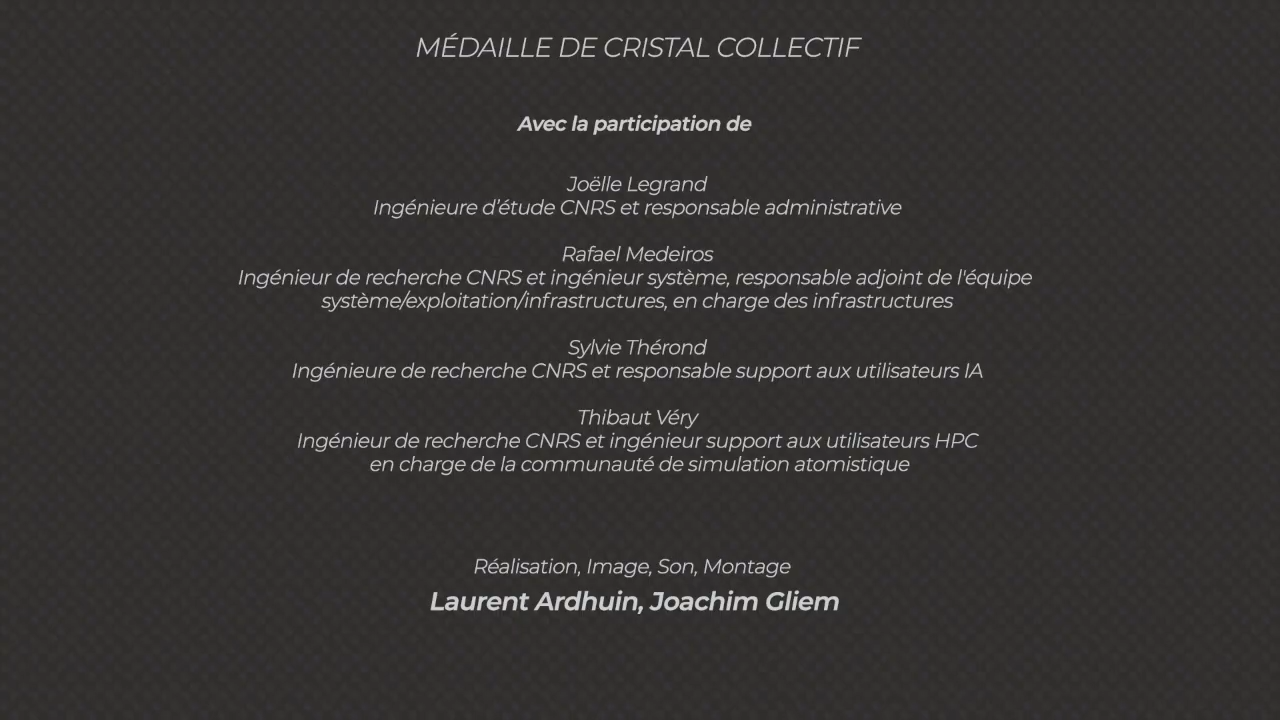 MÉDAILLE DE CRISTAL COLLECTIF
Avec la participation de
Joëlle Legrand
Ingénieure d’étude CNRS et responsable administrative
Rafael Medeiros
Ingénieur de recherche CNRS et ingénieur système, responsable adjoint de l'équipe
système/exploitation/infrastructures, en charge des infrastructures
Sylvie Thérond
Ingénieure de recherche CNRS et responsable support aux utilisateurs IA
Thibaut Véry
Ingénieur de recherche CNRS et ingénieur support aux utilisateurs HPC
en charge de la communauté de simulation atomistique
Réalisation, Image, Son, Montage
Laurent Ardhuin, Joachim Gliem